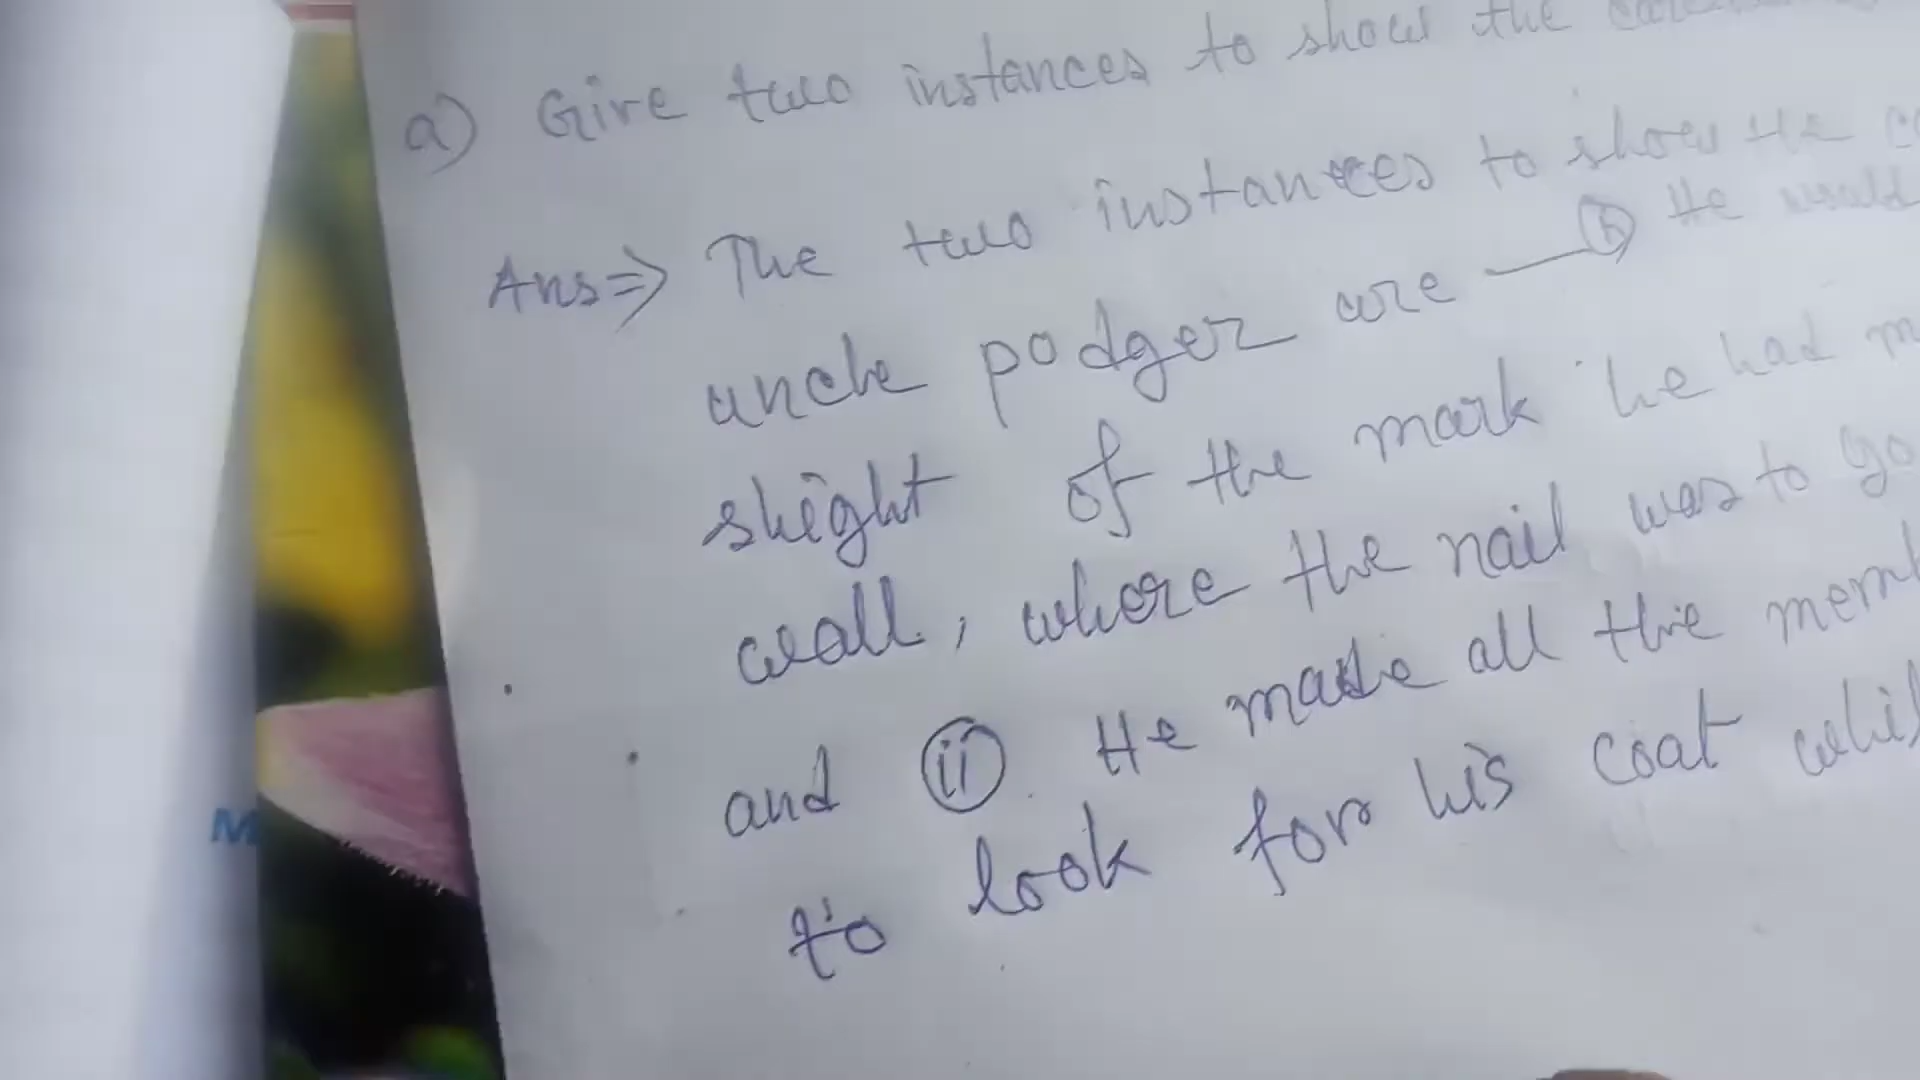 a) Give two instances to show the
Ans⇒ The two instances to show the
uncle podger are — (i) He would
slight of the mark he had
wall, where the nail was to go
and (ii) He made all the
to look for his coat
M